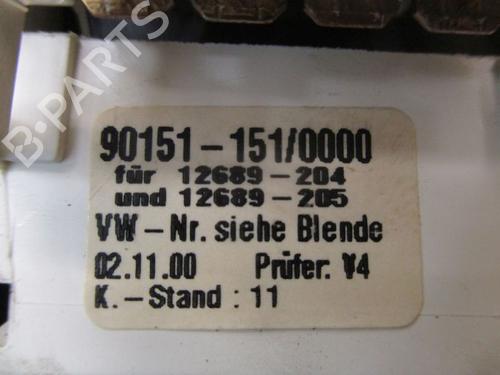 B-PARTS
90151-151/0000
für 12689-204
und 12689-205
VW-Nr. siehe Blende
02.11.00 Prüfer. V4
K.-Stand : 11